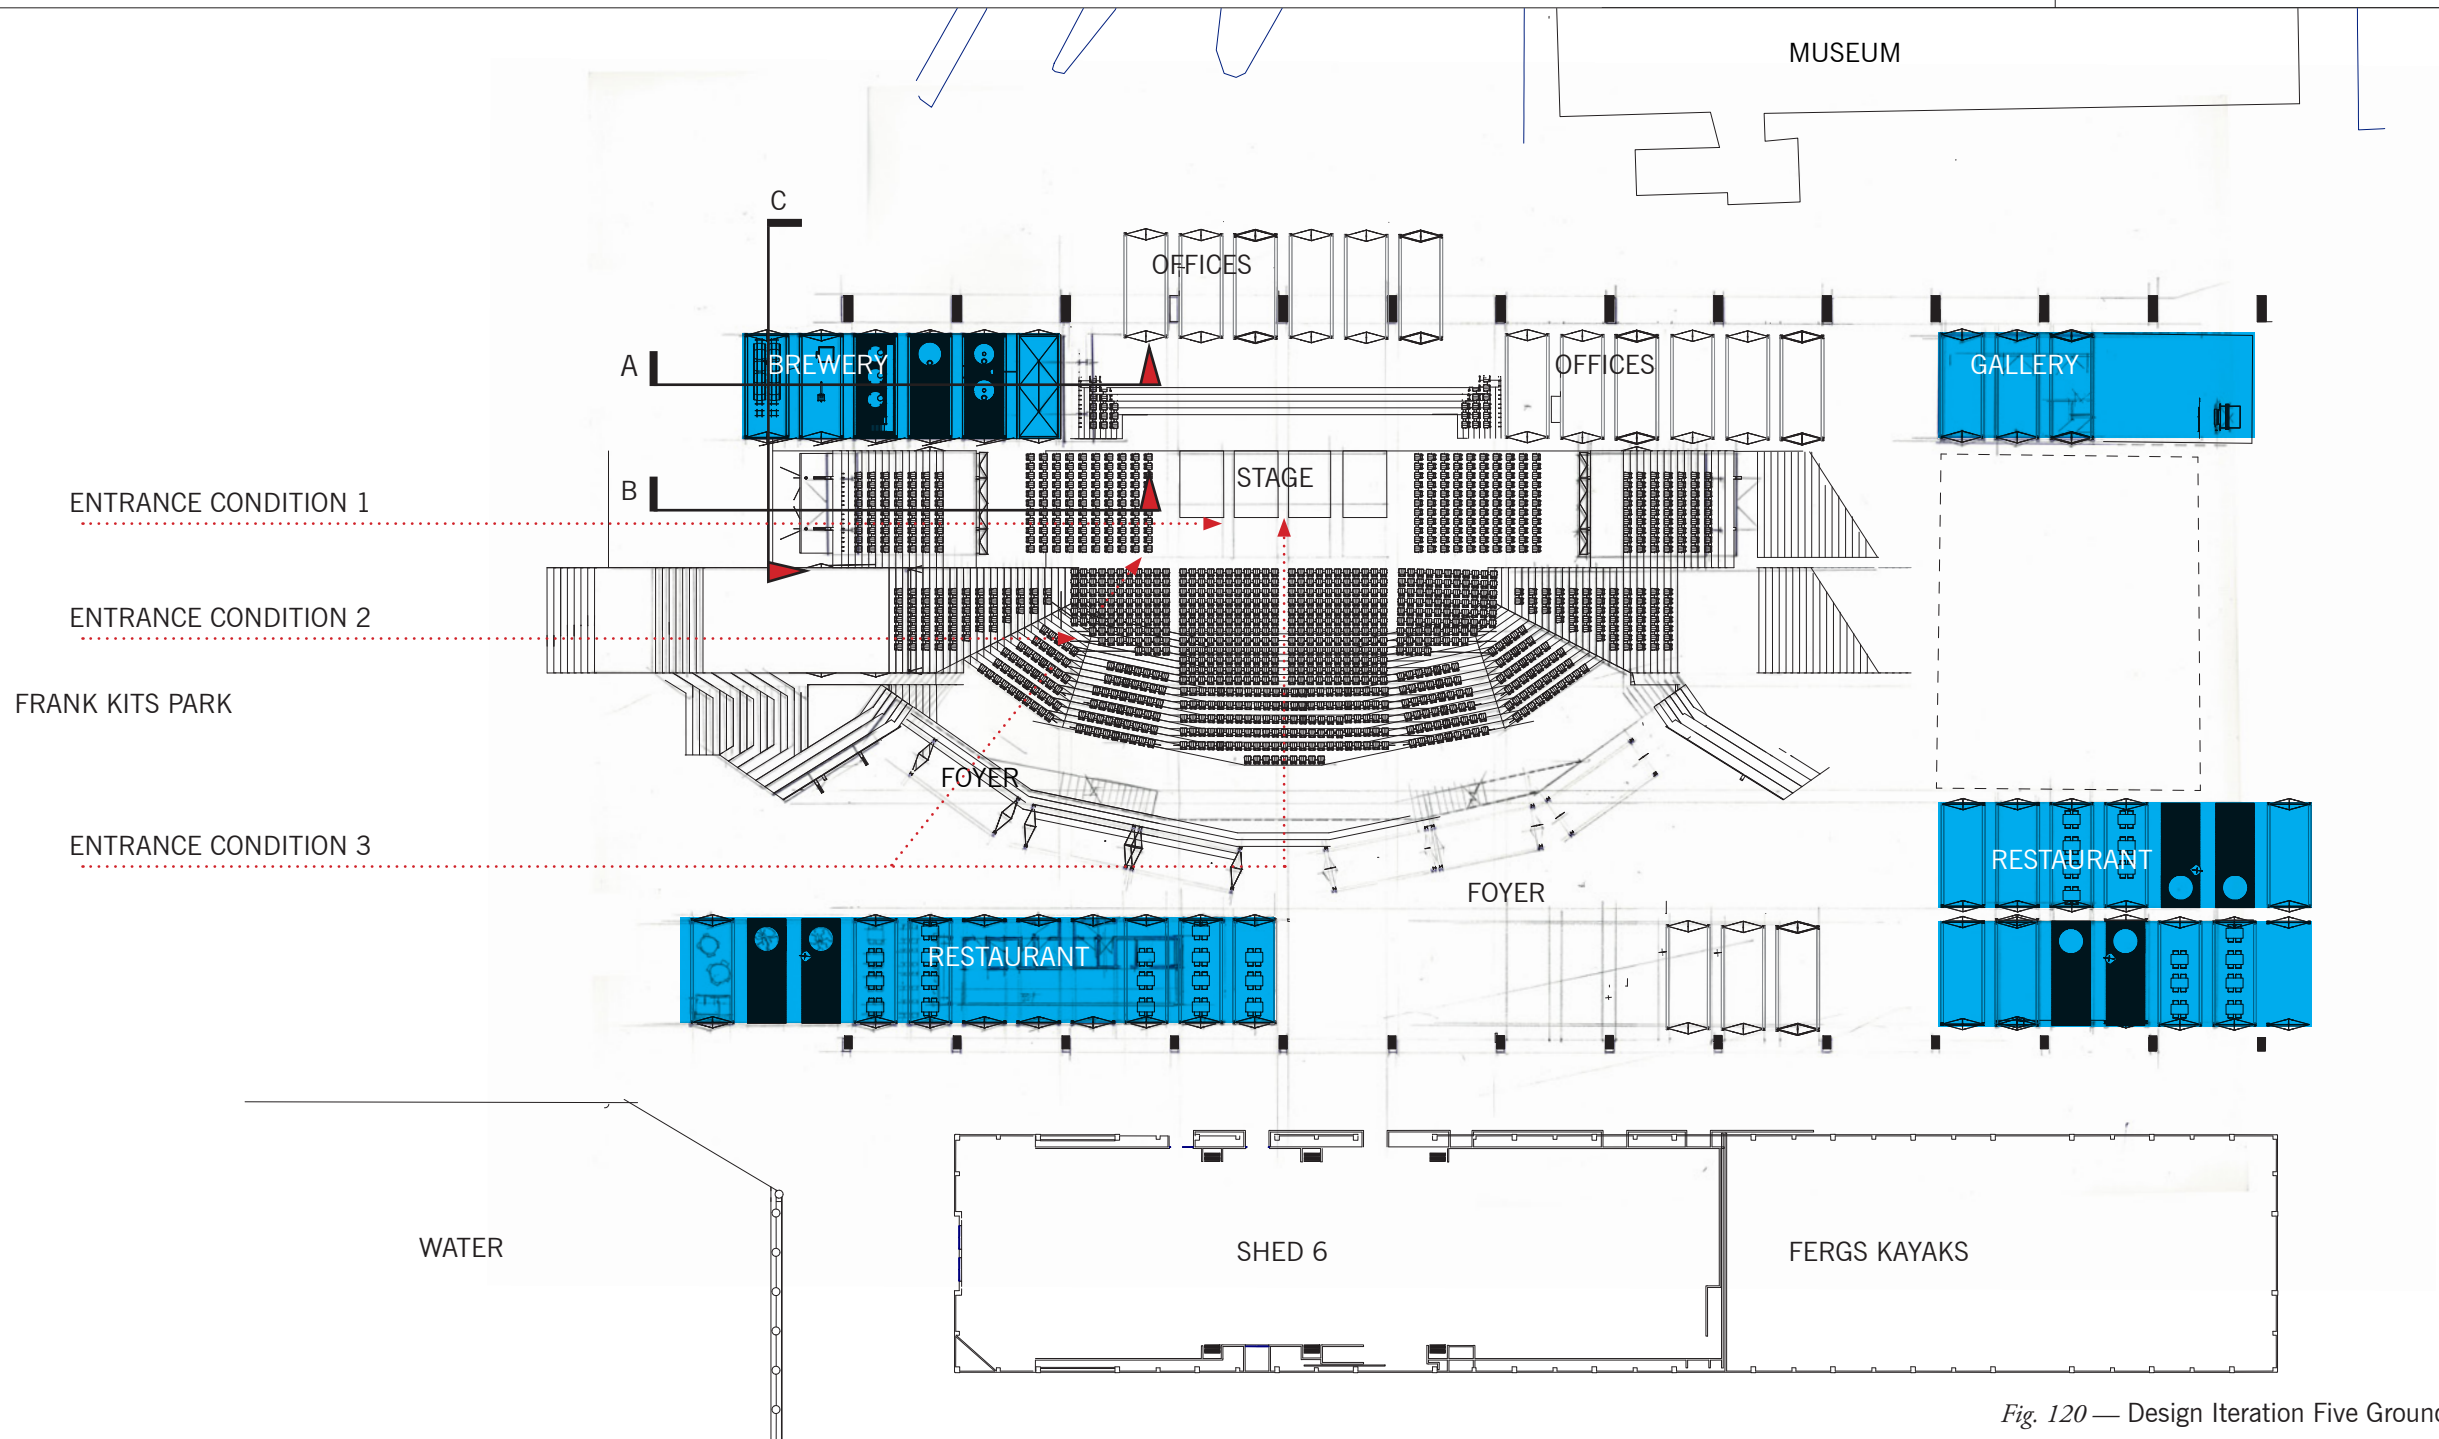 MUSEUM
C
OFFICES
A
BREWERY
OFFICES
GALLERY
B
STAGE
ENTRANCE CONDITION 1
ENTRANCE CONDITION 2
FRANK KITS PARK
FOYER
ENTRANCE CONDITION 3
RESTAURANT
FOYER
RESTAURANT
WATER
SHED 6
FERGS KAYAKS
Fig. 120 — Design Iteration Five Ground